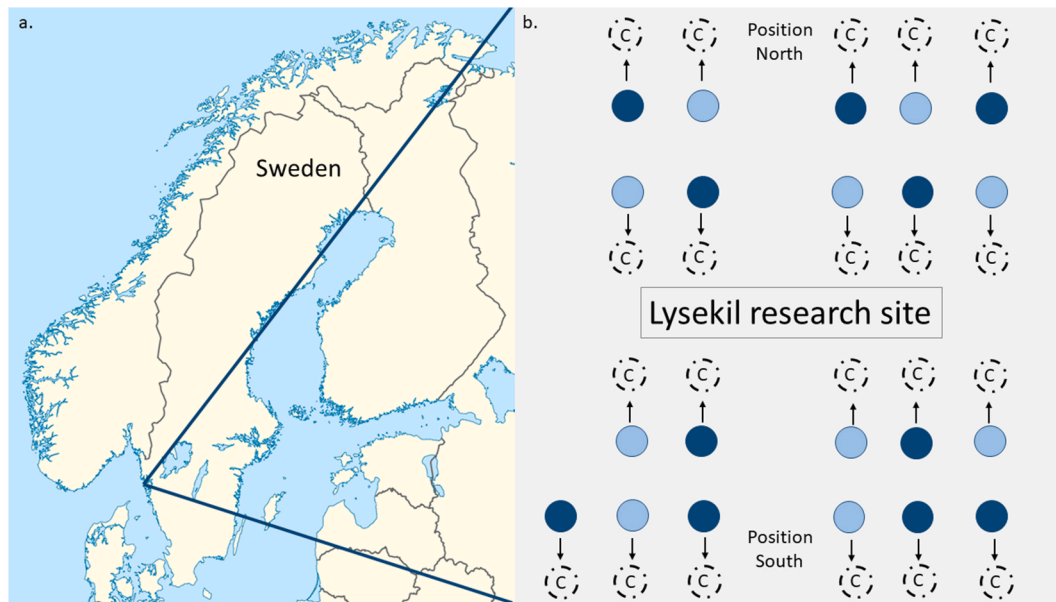 a.
Sweden
b.
C C Position C C C
North
C C C C C
Lysekil research site
C C C C C
Position
South
C C C C C C